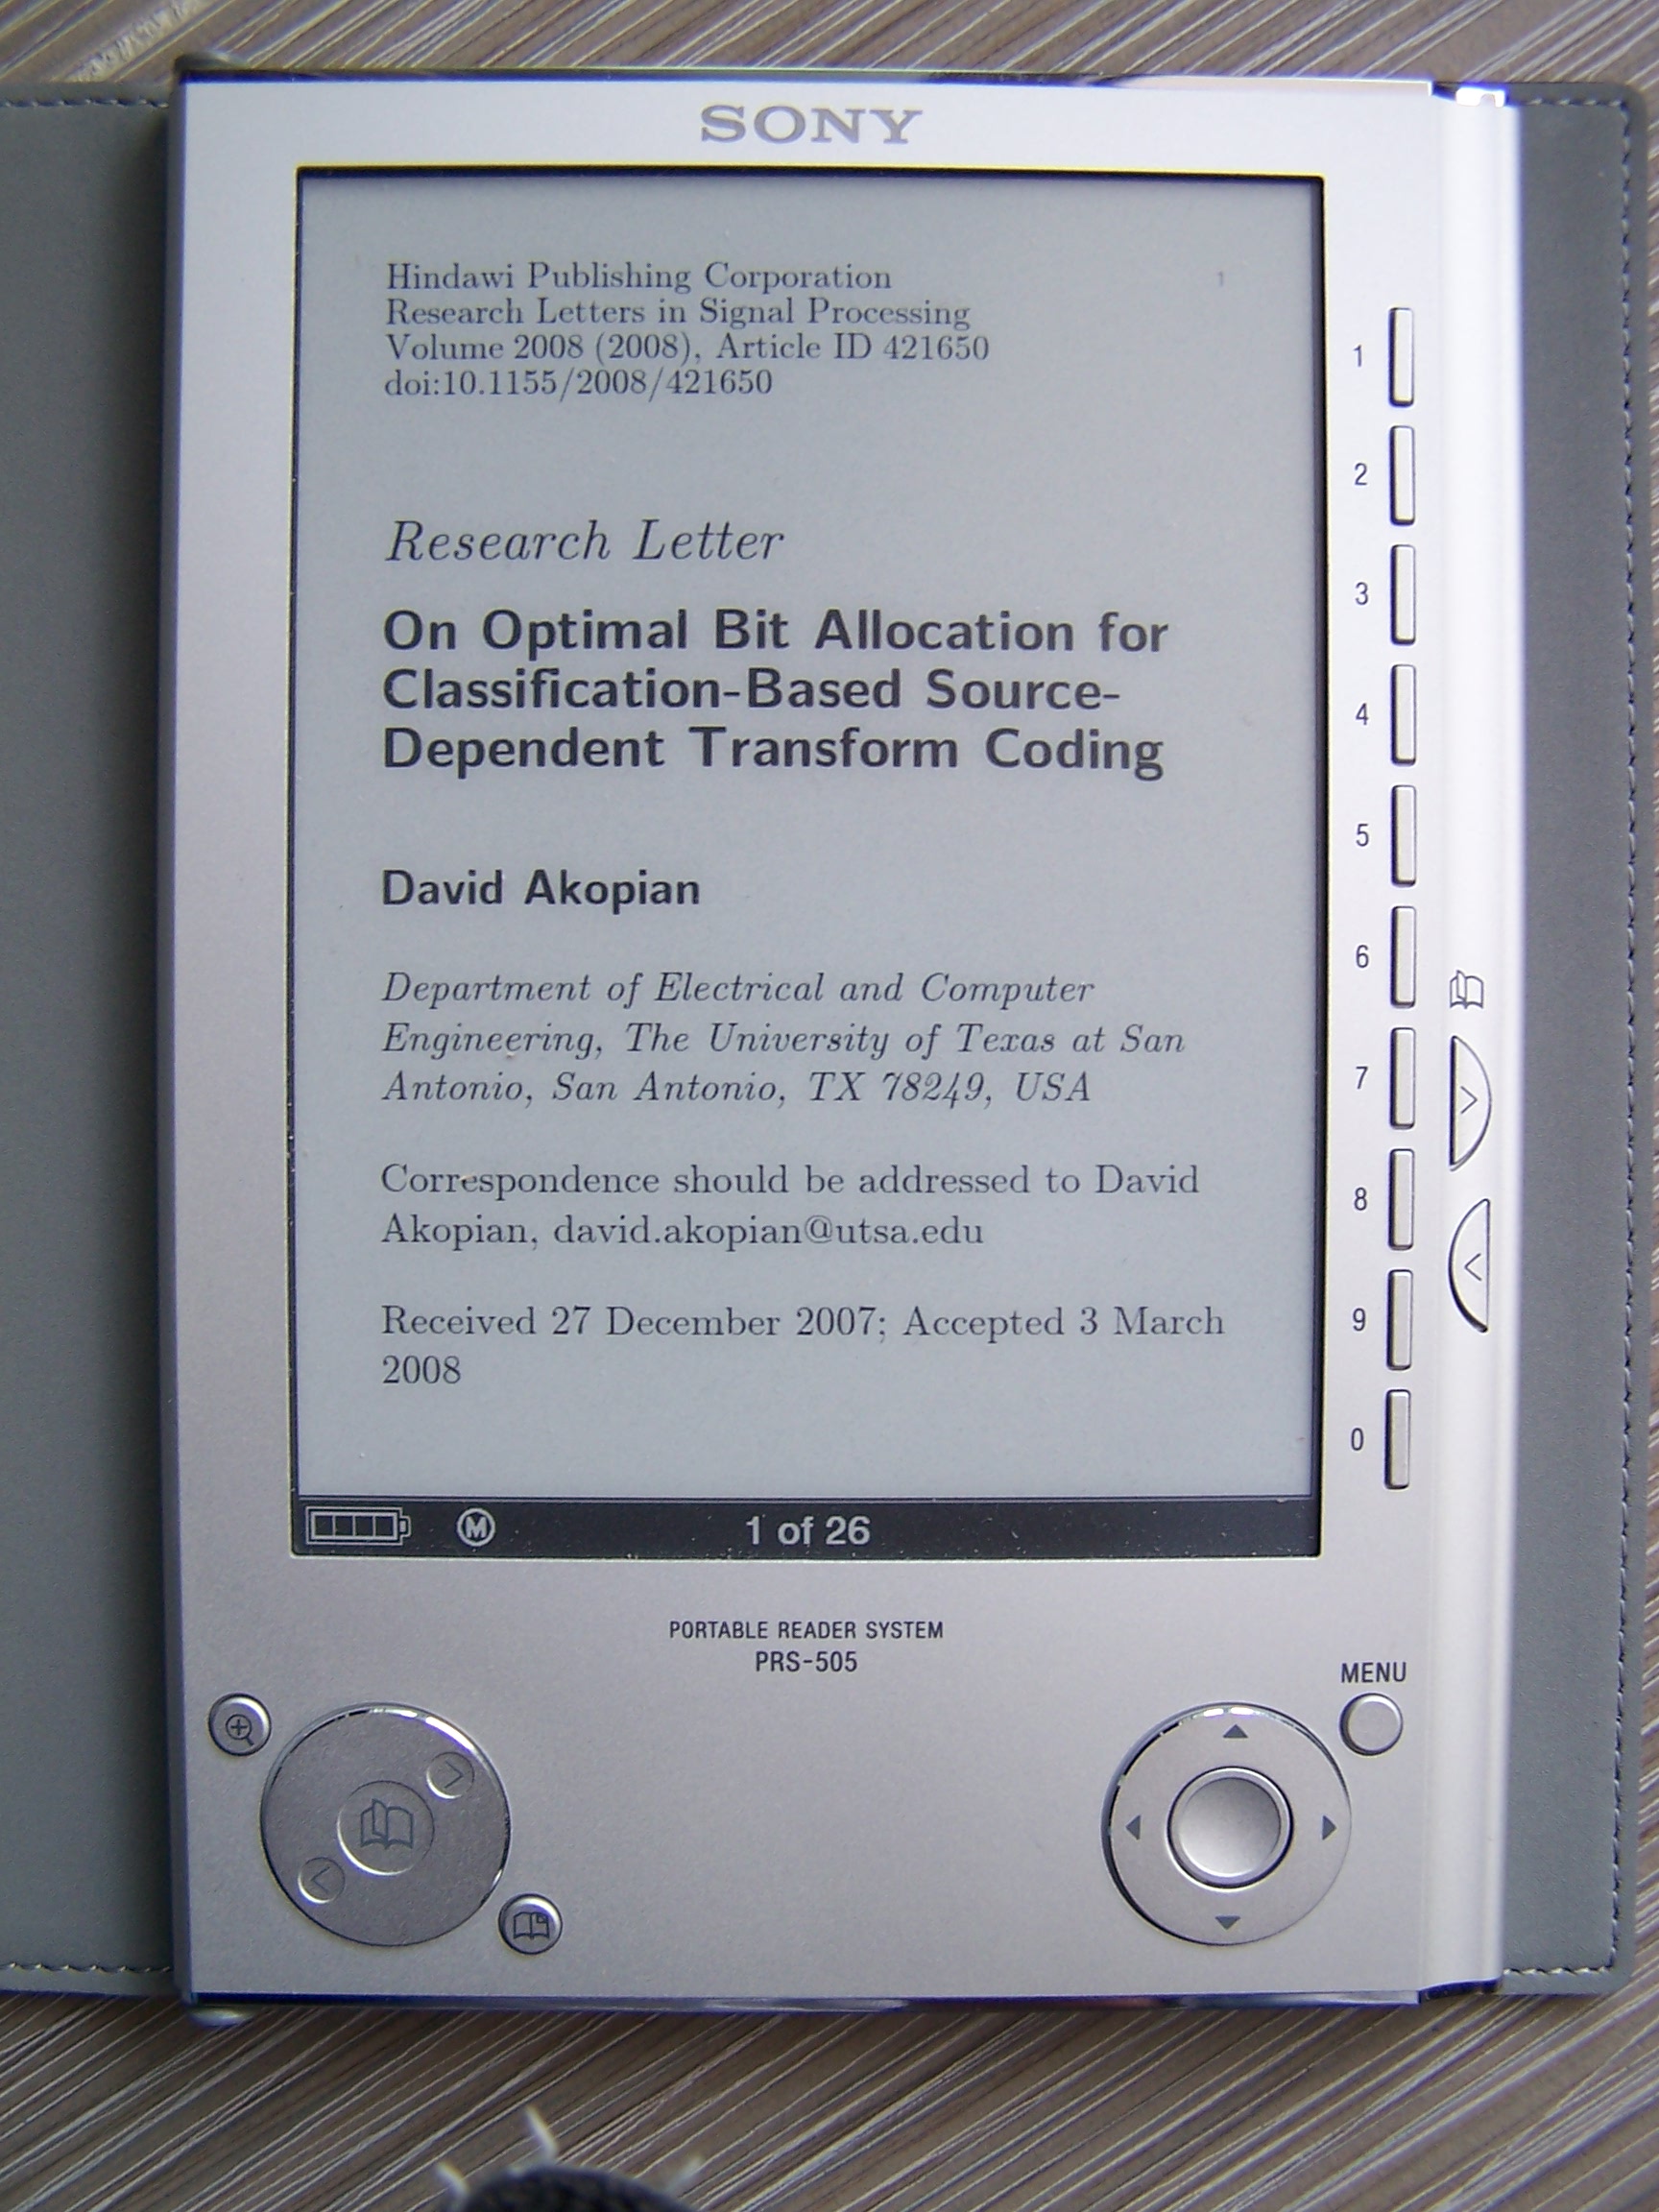 SONY
Hindawi Publishing Corporation 1
Research Letters in Signal Processing
Volume 2008 (2008), Article ID 421650
doi:10.1155/2008/421650
Research Letter
On Optimal Bit Allocation for
Classification-Based Source-
Dependent Transform Coding
David Akopian
Department of Electrical and Computer
Engineering, The University of Texas at San
Antonio, San Antonio, TX 78249, USA
Correspondence should be addressed to David
Akopian, david.akopian@utsa.edu
Received 27 December 2007; Accepted 3 March
2008
M 1 of 26
1
2
3
4
5
6
7
8
9
0
PORTABLE READER SYSTEM
PRS-505
MENU